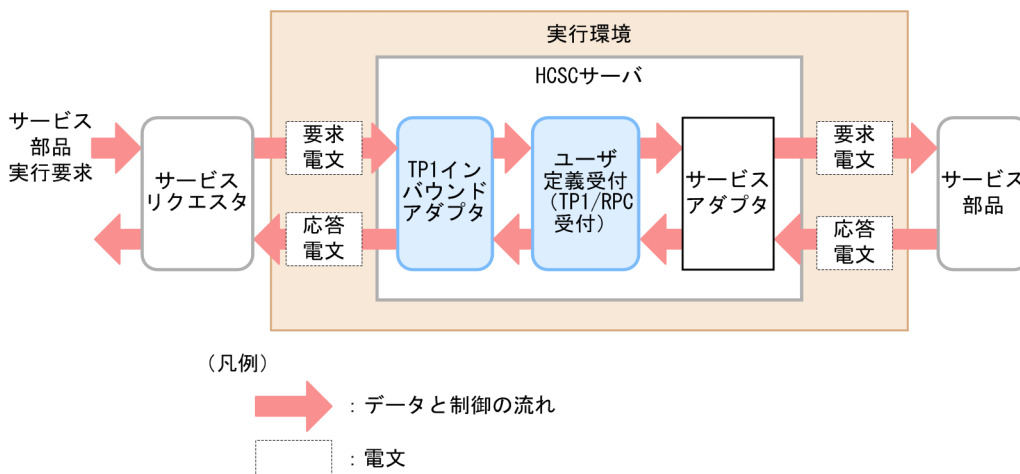 実行環境
HCSCサーバ
サービス
部品
実行要求
サービス
リクエスタ
要求
電文
応答
電文
TP1イン
バウンド
アダプタ
ユーザ
定義受付
（TP1/RPC
受付）
サービス
アダプタ
要求
電文
応答
電文
サービス
部品
（凡例）
：データと制御の流れ
：電文